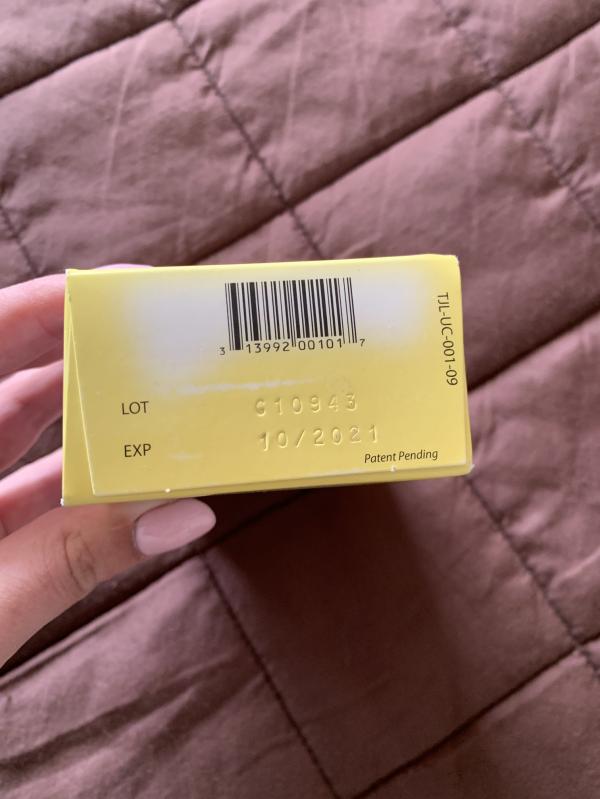 3 13992 00101 7
TJL-UC-001-09
LOT C10943
EXP 10/2021
Patent Pending